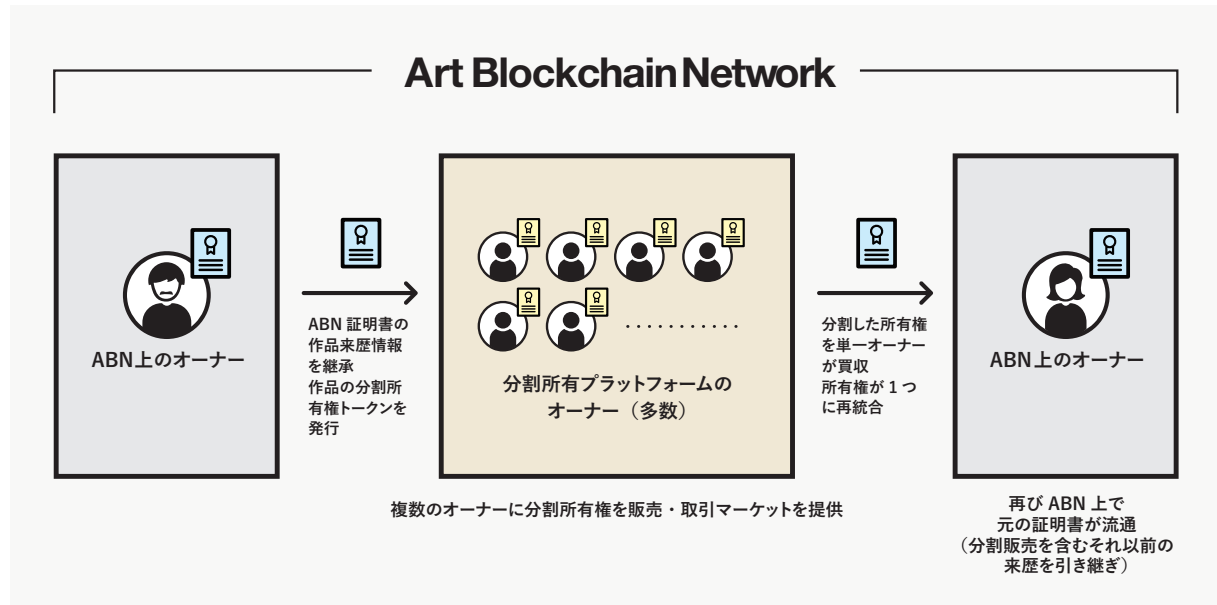 Art Blockchain Network
ABN上のオーナー
ABN 証明書の
作品来歴情報
を継承
作品の分割所
有権トークンを
発行
分割所有プラットフォームの
オーナー（多数）
分割した所有権
を単一オーナー
が買収
所有権が 1 つ
に再統合
ABN上のオーナー
複数のオーナーに分割所有権を販売・取引マーケットを提供
再び ABN 上で
元の証明書が流通
（分割販売を含むそれ以前の
来歴を引き継ぎ）